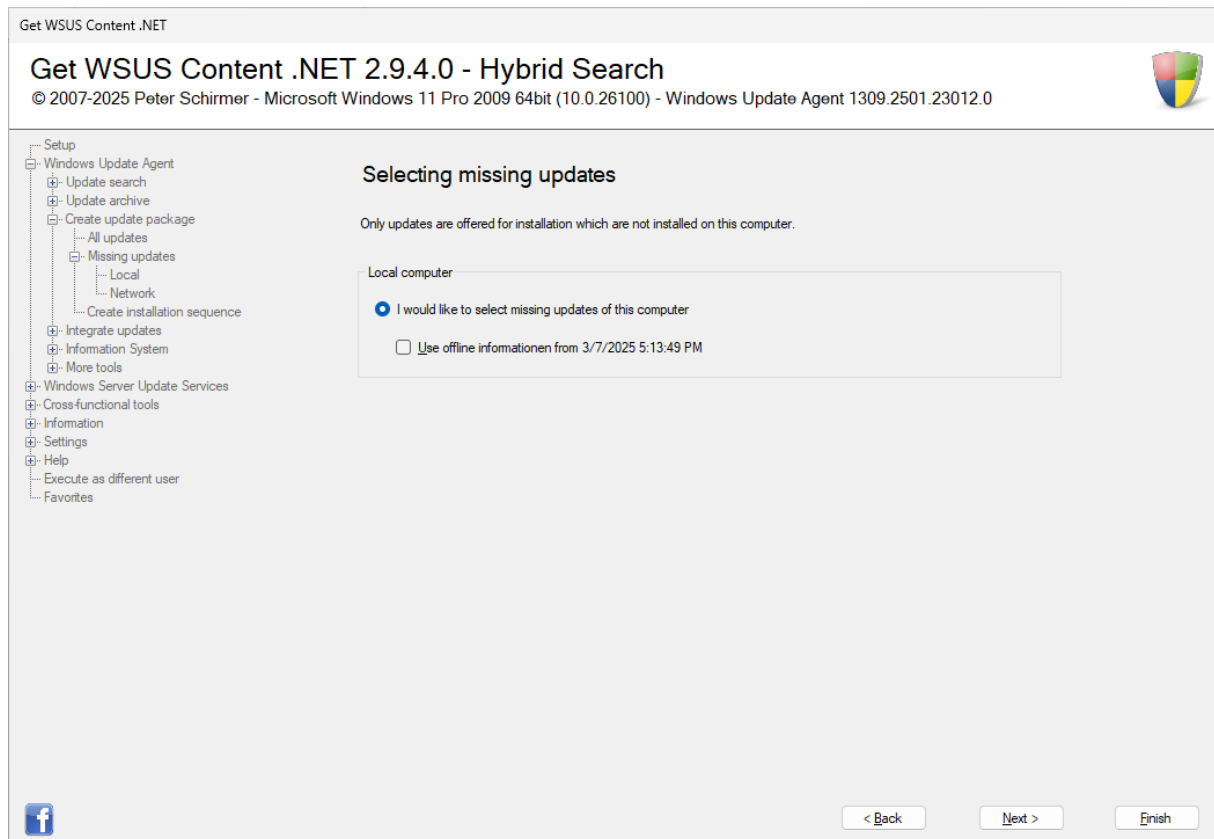 Get WSUS Content .NET
Get WSUS Content .NET 2.9.4.0 - Hybrid Search
© 2007-2025 Peter Schirmer - Microsoft Windows 11 Pro 2009 64bit (10.0.26100) - Windows Update Agent 1309.2501.23012.0
Setup
Windows Update Agent
Update search
Update archive
Create update package
All updates
Missing updates
Local
Network
Create installation sequence
Integrate updates
Information System
More tools
Windows Server Update Services
Cross-functional tools
Information
Settings
Help
Execute as different user
Favorites
Selecting missing updates
Only updates are offered for installation which are not installed on this computer.
Local computer
I would like to select missing updates of this computer
Use offline informationen from 3/7/2025 5:13:49 PM
f
< Back
Next >
Finish